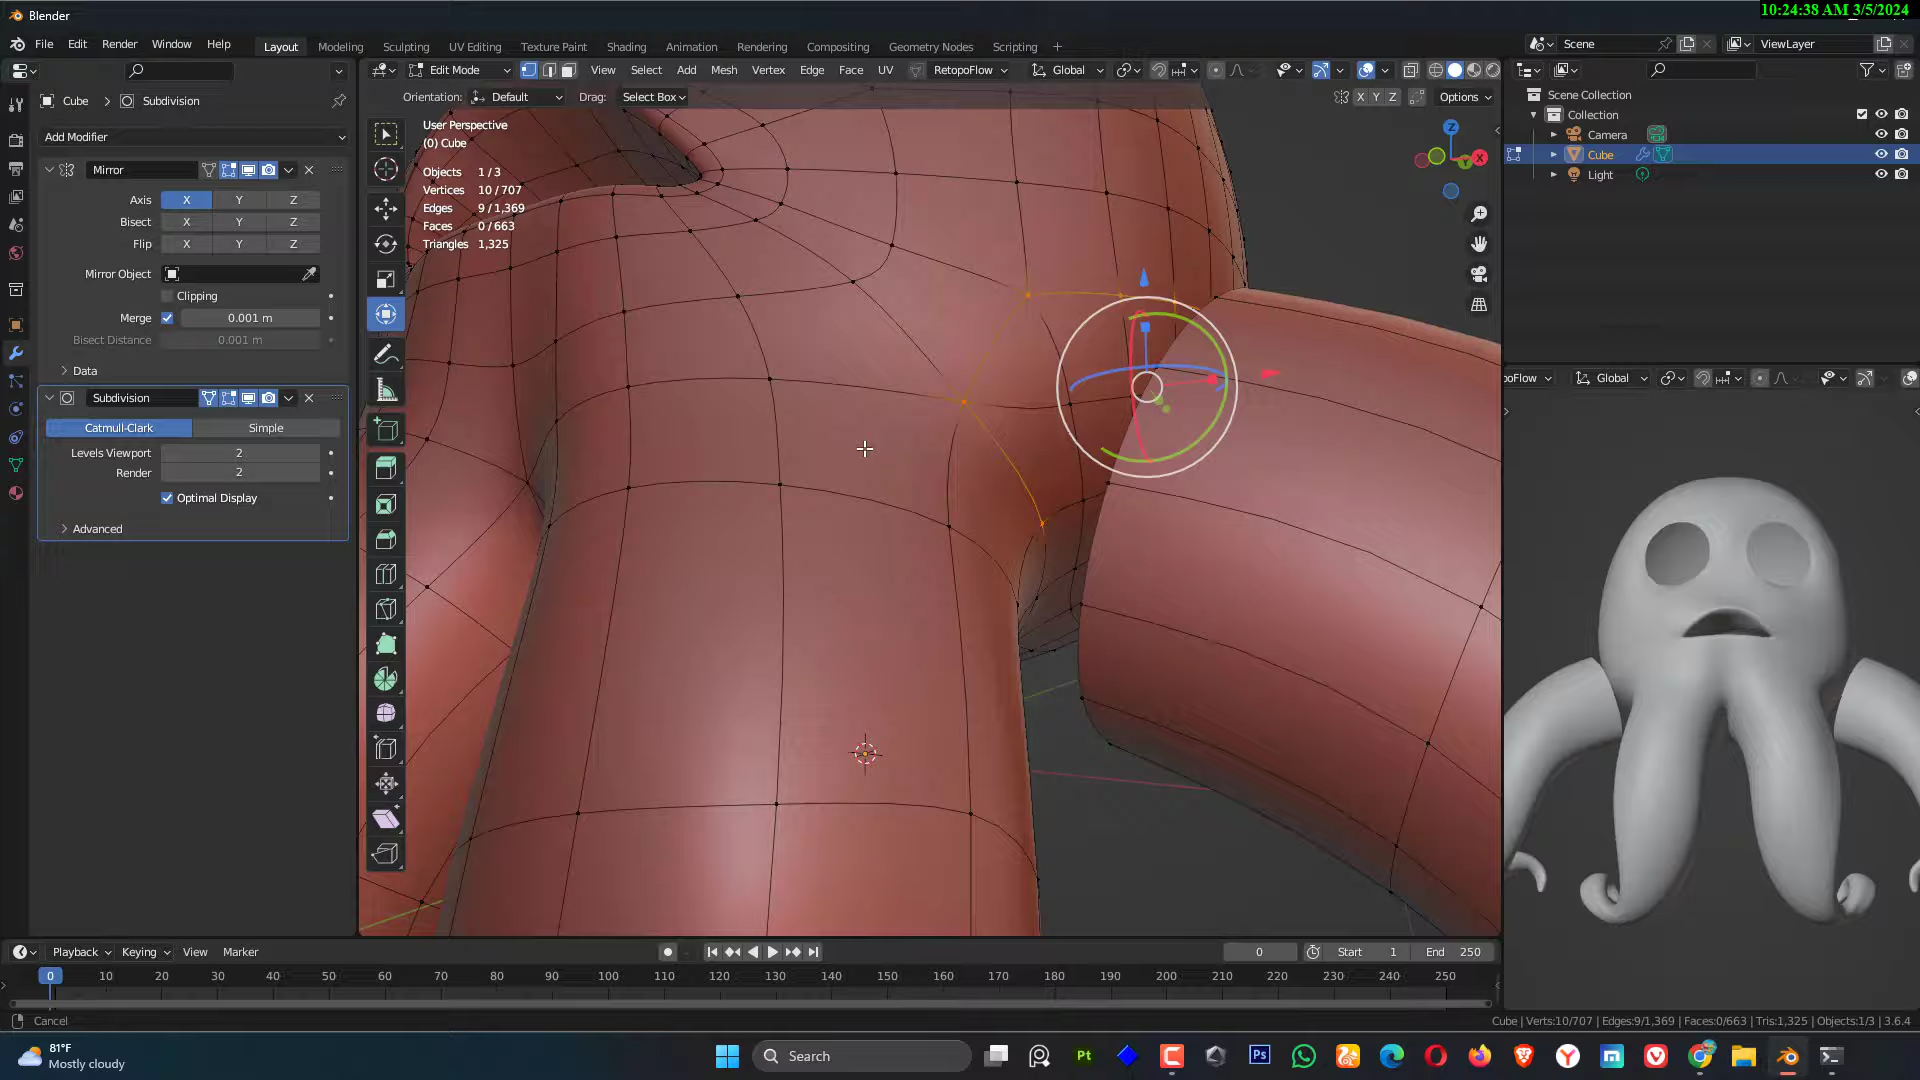 10:24:38 AM 3/5/2024
Blender
File Edit Render Window Help
Layout Modeling Sculpting UV Editing Texture Paint Shading Animation Rendering Compositing Geometry Nodes Scripting +
Scene
ViewLayer
Edit Mode View Select Add Mesh Vertex Edge Face UV RetopoFlow Global
Orientation: Default Drag: Select Box
X Y Z Options
Cube > Subdivision
Add Modifier
Mirror
Axis X Y Z
Bisect X Y Z
Flip X Y Z
Mirror Object
Clipping
Merge 0.001 m
Bisect Distance 0.001 m
Data
Subdivision
Catmull-Clark Simple
Levels Viewport 2
Render 2
Optimal Display
Advanced
User Perspective
(0) Cube
Objects 1 / 3
Vertices 10 / 707
Edges 9 / 1,369
Faces 0 / 663
Triangles 1,325
Z
X
Y
Scene Collection
Collection
Camera
Cube
Light
oFlow Global
Playback Keying View Marker
0 Start 1 End 250
0 10 20 30 40 50 60 70 80 90 100 110 120 130 140 150 160 170 180 190 200 210 220 230 240 250
Cancel
Cube | Verts:10/707 | Edges:9/1,369 | Faces:0/663 | Tris:1,325 | Objects:1/3 | 3.6.4
81°F
Mostly cloudy
Search
Pt
Ps